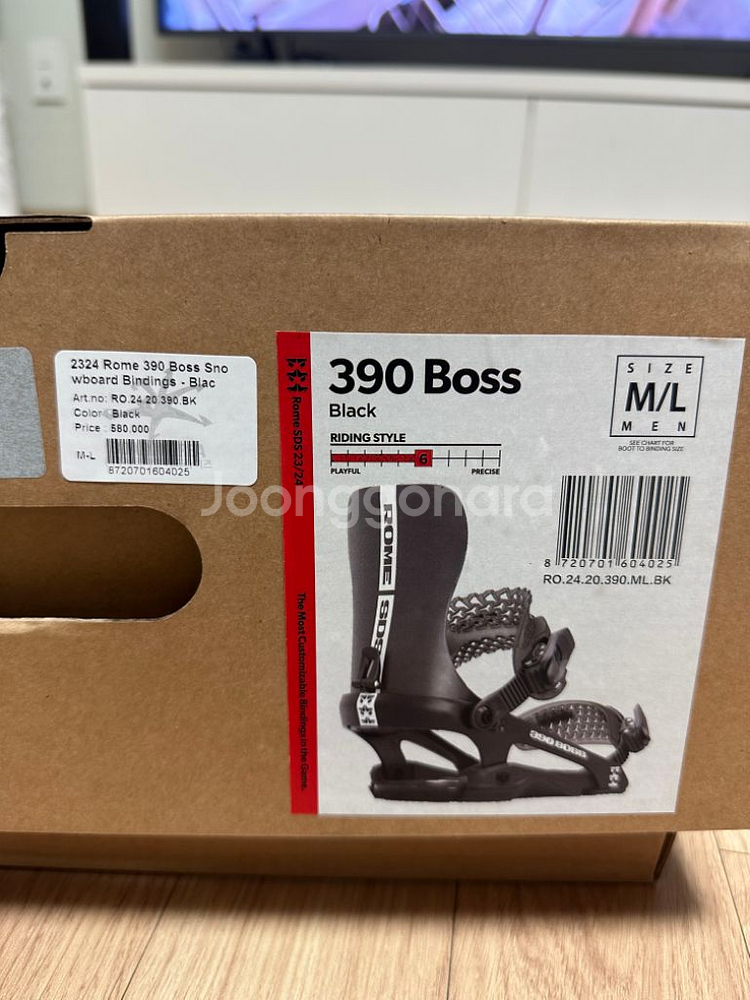 2324 Rome 390 Boss Sno
wboard Bindings - Blac
Art.no: RO.24.20.390.BK
Color : Black
Price : 580.000
M-L
8720701604025
Rome SDS 23/24
The Most Customizable Bindings in the Game.
390 Boss
Black
RIDING STYLE
6
PLAYFUL PRECISE
SIZE
M/L
MEN
SEE CHART FOR
BOOT TO BINDING SIZE
8 720701 604025
RO.24.20.390.ML.BK
ROME SDS
390 BOSS
Joonggonara